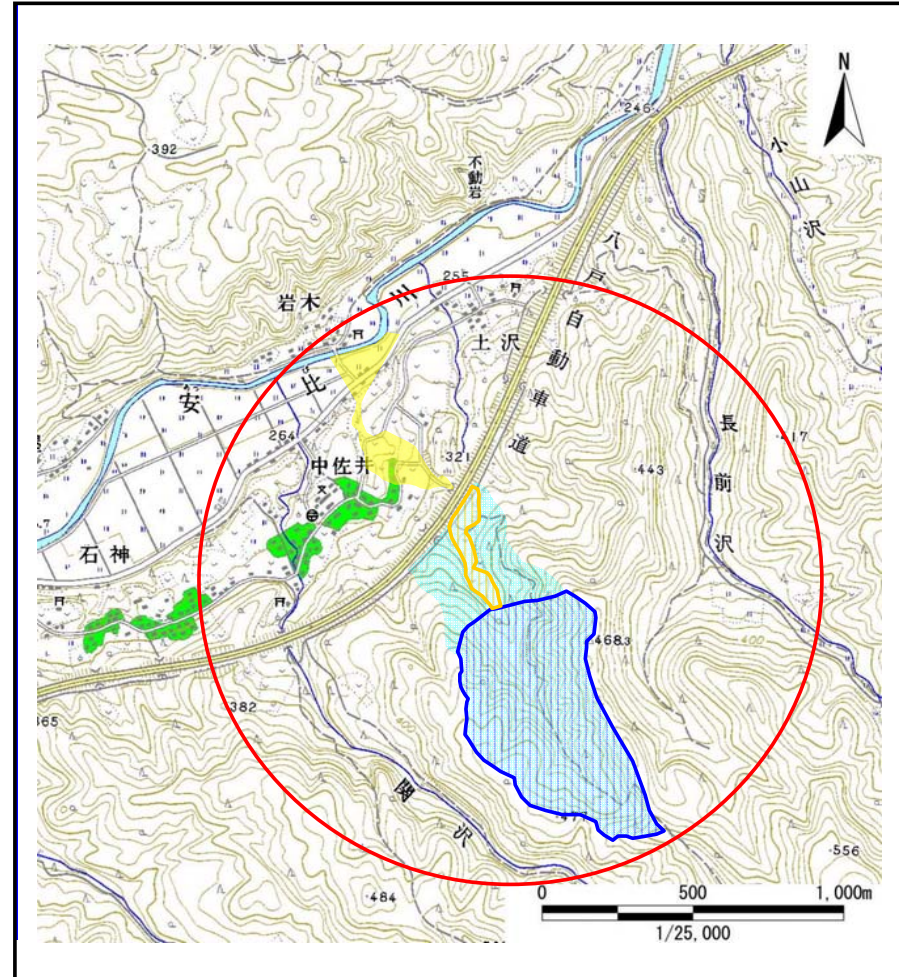 N
246
小山沢
392
不動岩
八戸自動車道
255
岩木
川
土沢
安
比
264
中佐井
321
長前沢
417
443
石神
468.3
382
365
関沢
556
484
0 500 1,000m
1/25,000